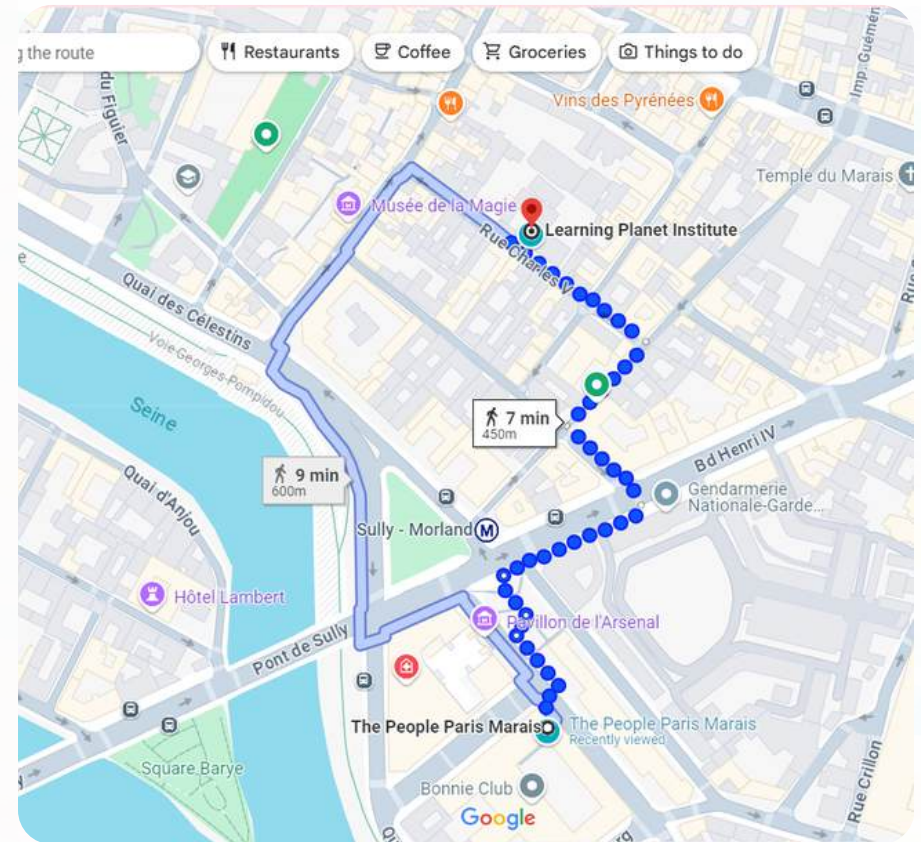 g the route
Restaurants
Coffee
Groceries
Things to do
Imp. Guémén
du Figuier
Vins des Pyrénées
Temple du Marais
Musée de la Magie
Learning Planet Institute
Rue Charles V
Quai des Célestins
Voie Georges-Pompidou
Seine
7 min
450m
Bd Henri IV
9 min
600m
Gendarmerie
Nationale-Garde...
Quai d'Anjou
Sully - Morland
M
Hôtel Lambert
Pavillon de l'Arsenal
Pont de Sully
The People Paris Marais
The People Paris Marais
Recently viewed
Square Barye
Bonnie Club
Rue Crillon
Google